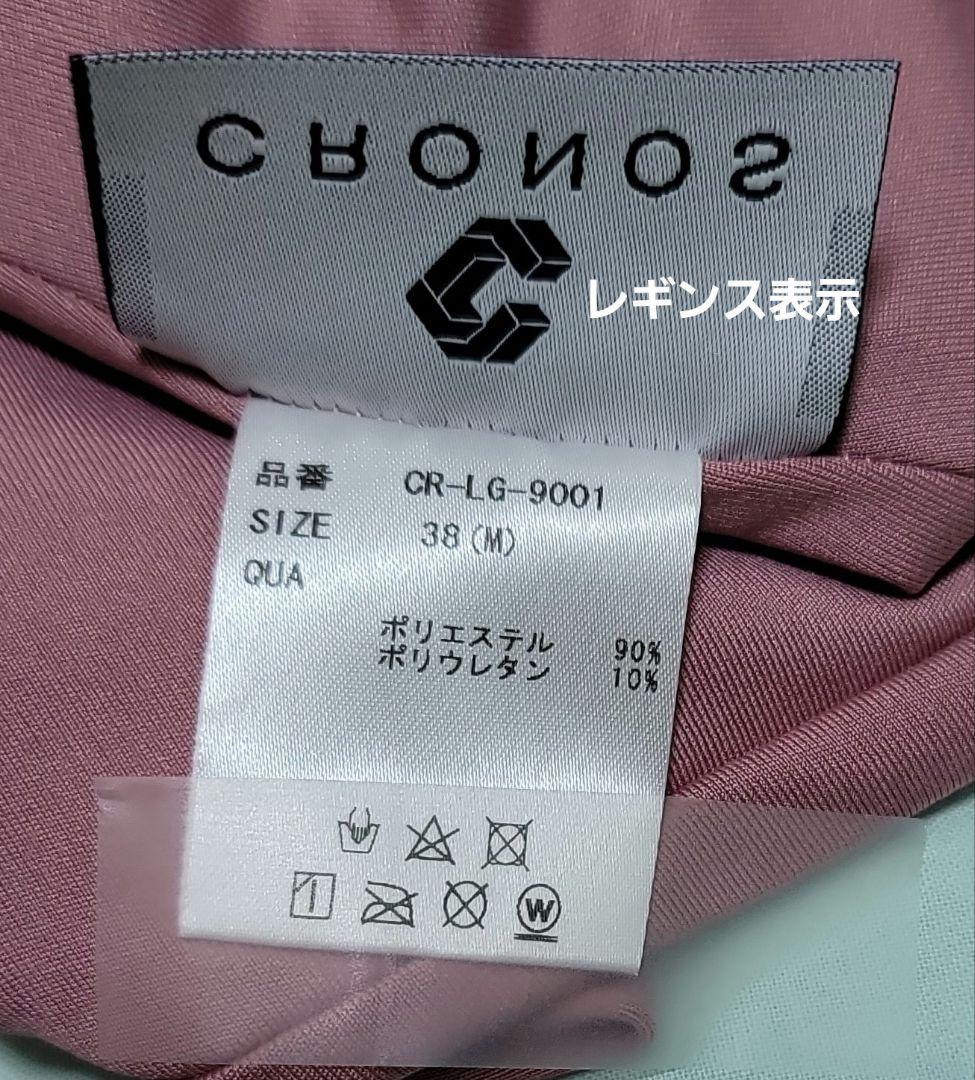 CRONOS
レギンス表示
品番 CR-LG-9001
SIZE 38(M)
QUA
ポリエステル 90%
ポリウレタン 10%
W